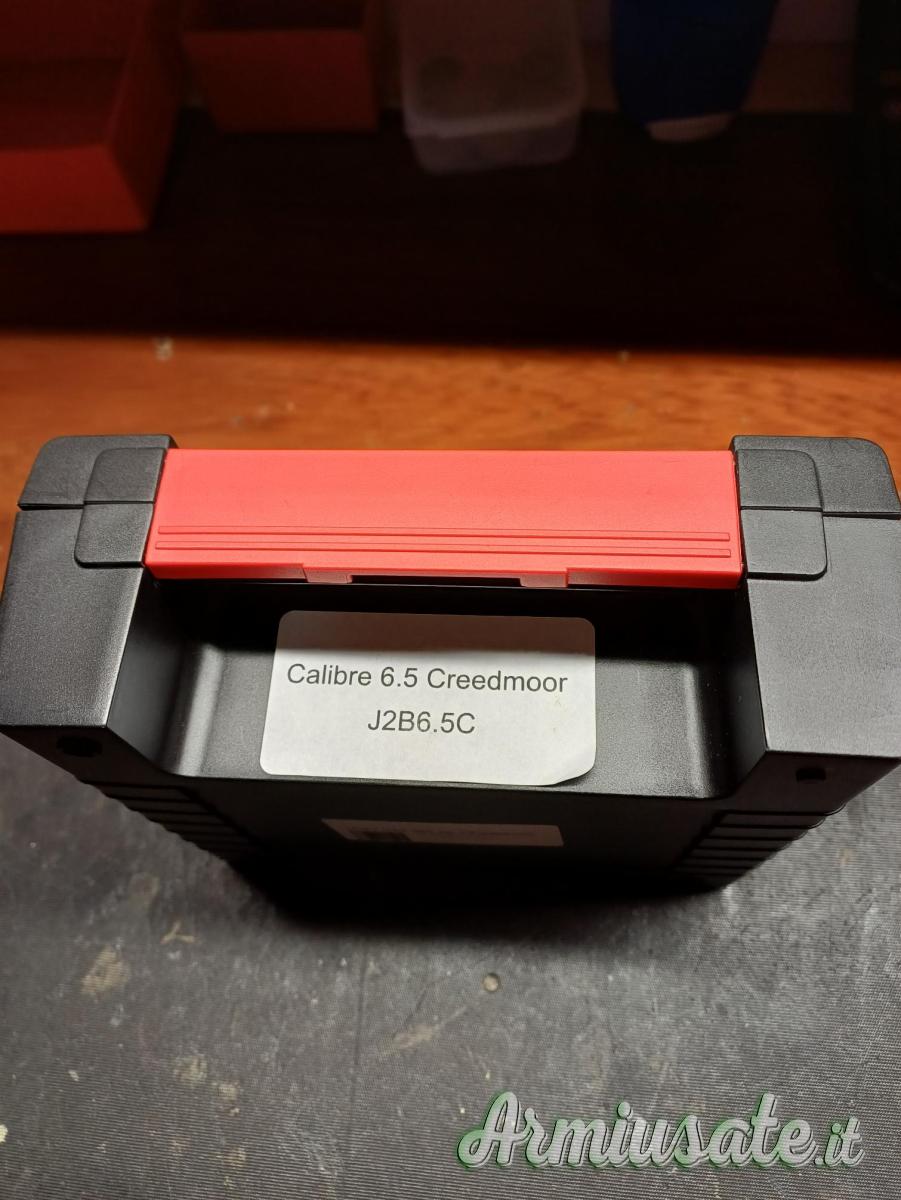 Calibre 6.5 Creedmoor
J2B6.5C
Armiusate.it